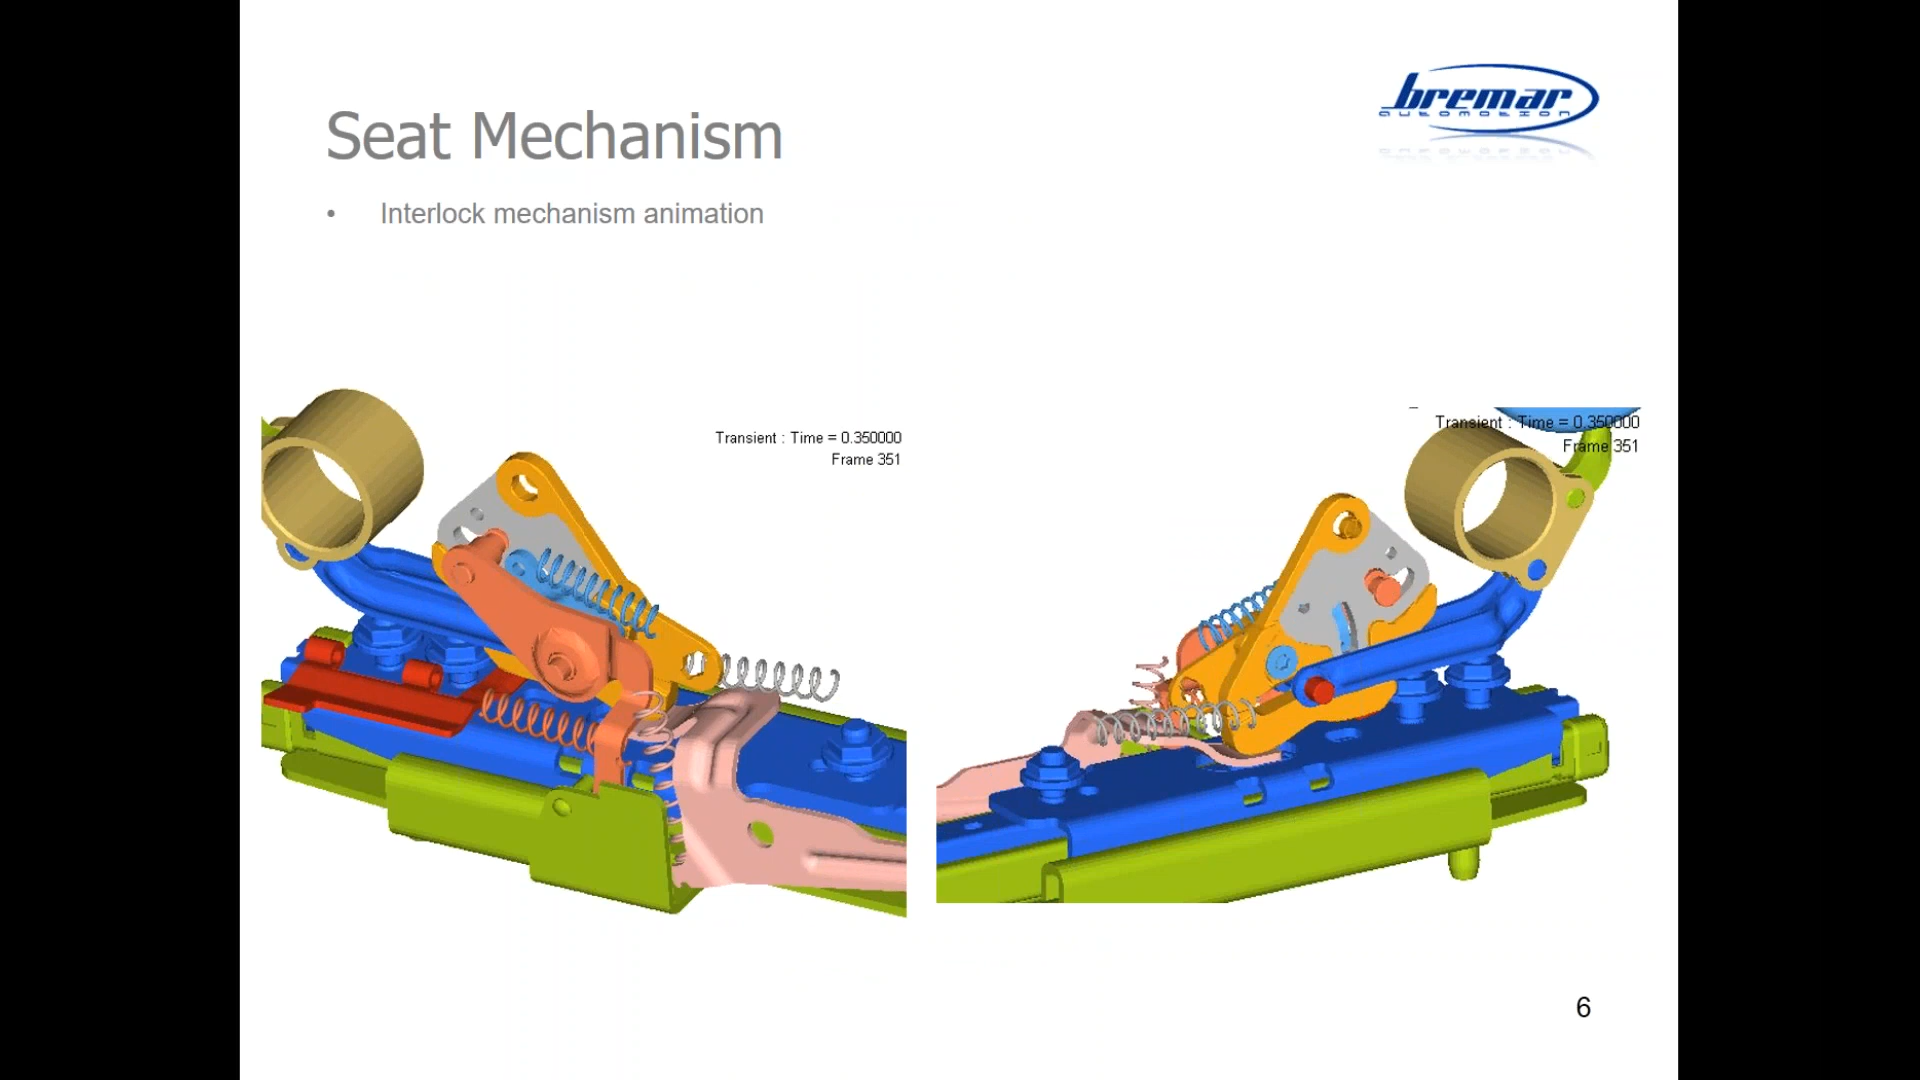 bremar
AUTOMOTION
Seat Mechanism
• Interlock mechanism animation
Transient : Time = 0.350000
Frame 351
Transient : Time = 0.350000
Frame 351
6